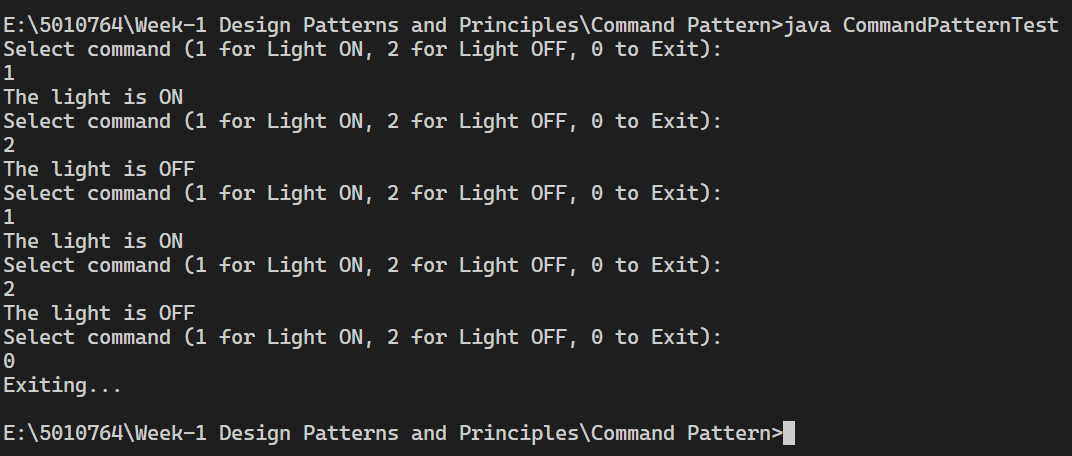 E:\5010764\Week-1 Design Patterns and Principles\Command Pattern>java CommandPatternTest
Select command (1 for Light ON, 2 for Light OFF, 0 to Exit):
1
The light is ON
Select command (1 for Light ON, 2 for Light OFF, 0 to Exit):
2
The light is OFF
Select command (1 for Light ON, 2 for Light OFF, 0 to Exit):
1
The light is ON
Select command (1 for Light ON, 2 for Light OFF, 0 to Exit):
2
The light is OFF
Select command (1 for Light ON, 2 for Light OFF, 0 to Exit):
0
Exiting...
E:\5010764\Week-1 Design Patterns and Principles\Command Pattern>